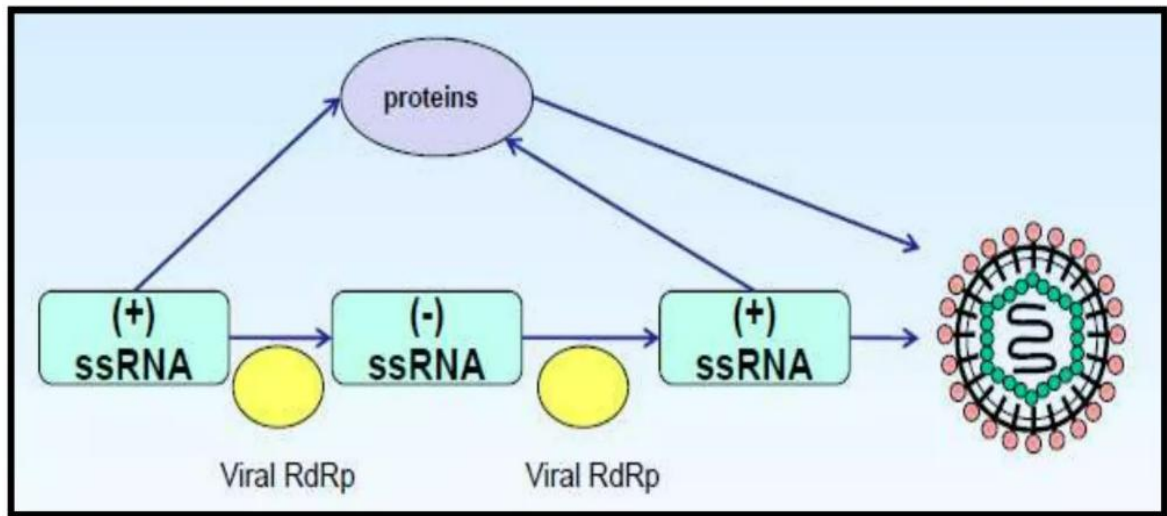 proteins
(+)
ssRNA
(-)
ssRNA
(+)
ssRNA
Viral RdRp
Viral RdRp